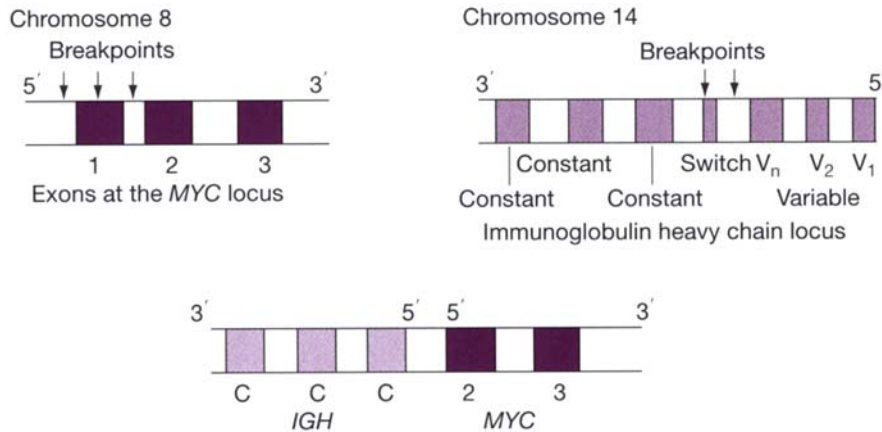 Chromosome 8
Breakpoints
5′ 3′
1 2 3
Exons at the MYC locus
Chromosome 14
Breakpoints
3′ 5
Constant Switch Vn V2 V1
Constant Constant Variable
Immunoglobulin heavy chain locus
3′ 5′ 5′ 3′
C C C 2 3
IGH MYC